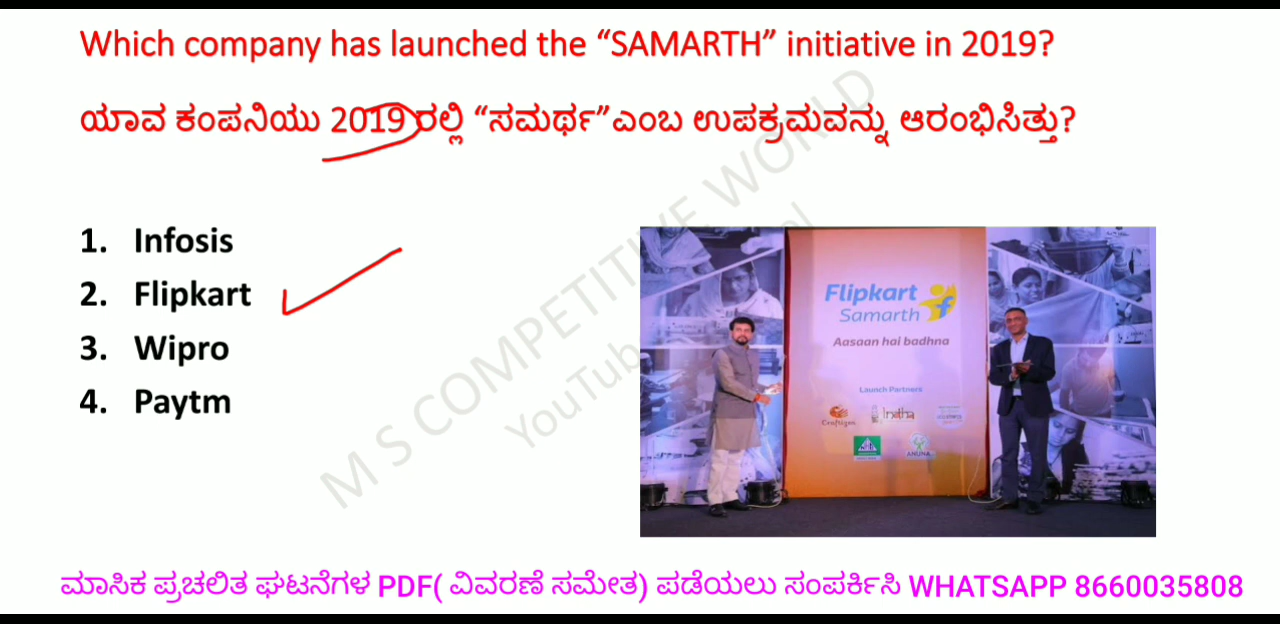 Which company has launched the “SAMARTH” initiative in 2019?
ಯಾವ ಕಂಪನಿಯು 2019 ರಲ್ಲಿ “ಸಮರ್ಥ”ಎಂಬ ಉಪಕ್ರಮವನ್ನು ಆರಂಭಿಸಿತ್ತು?
1. Infosis
2. Flipkart
3. Wipro
4. Paytm
M S COMPETITIVE WORLD
YouTub
Flipkart
Samarth
Aasaan hai badhna
Launch Partners
Craftizen
ಮಾಸಿಕ ಪ್ರಚಲಿತ ಘಟನೆಗಳ PDF( ವಿವರಣೆ ಸಮೇತ) ಪಡೆಯಲು ಸಂಪರ್ಕಿಸಿ WHATSAPP 8660035808